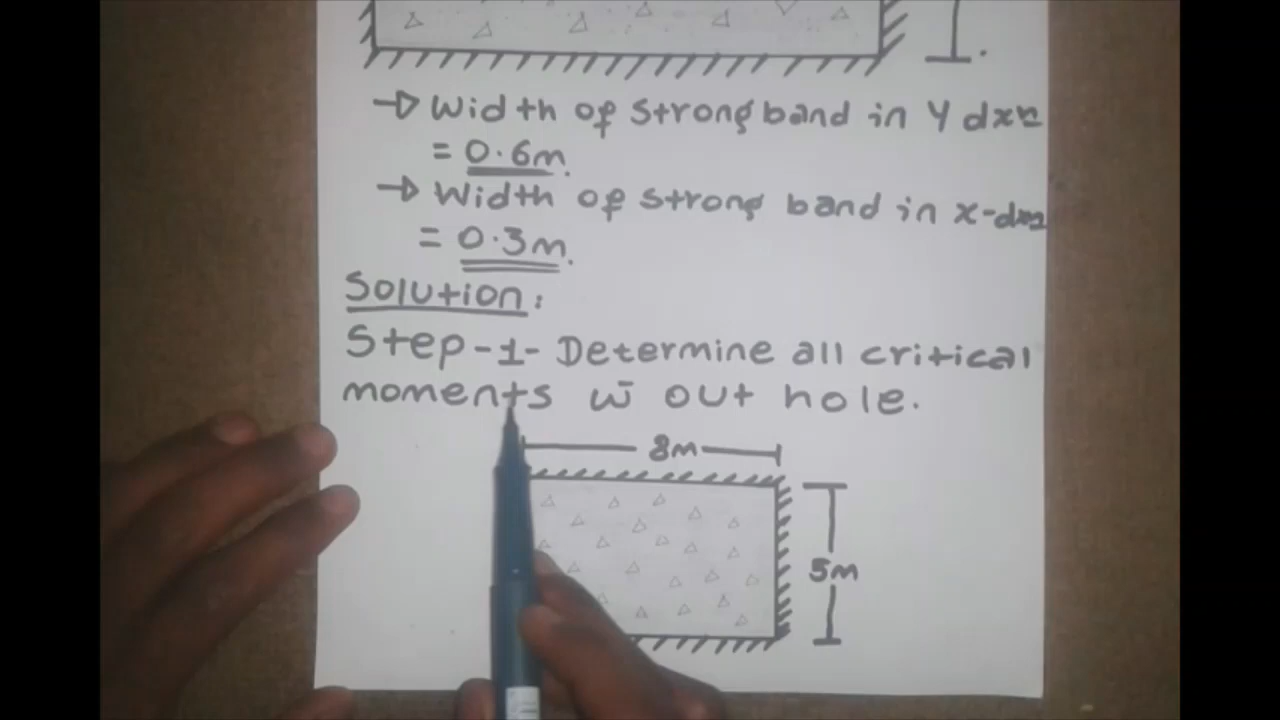 → Width of strong band in Y dxn
= 0.6m.
→ Width of strong band in x-dxn
= 0.3m.
Solution:
Step-1- Determine all critical
moments w̄ out hole.
8m
5m